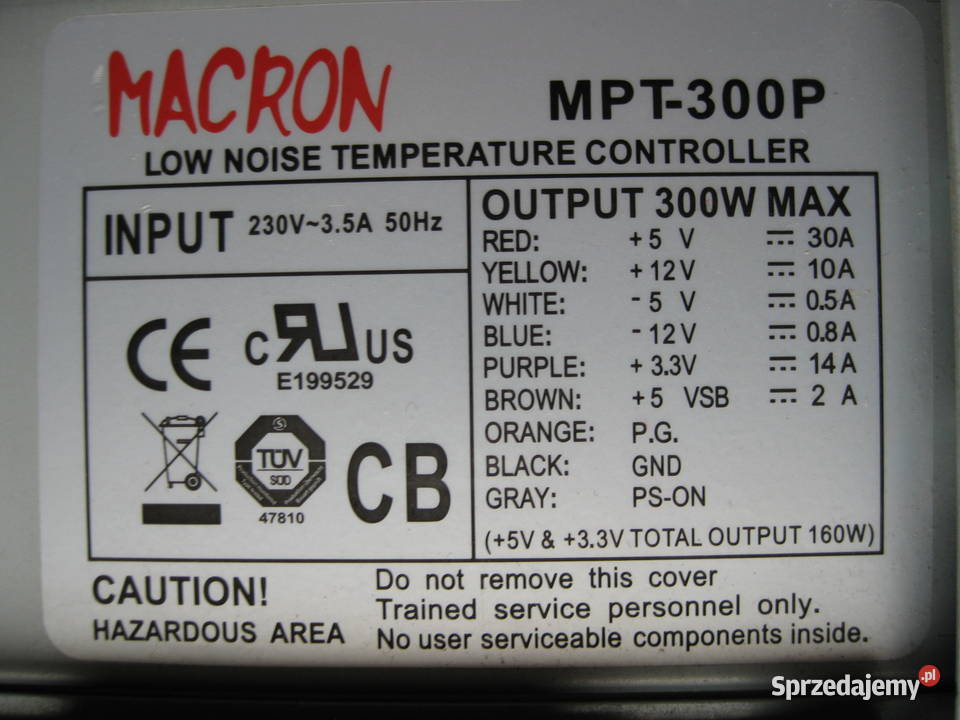 MACRON
MPT-300P
LOW NOISE TEMPERATURE CONTROLLER
INPUT 230V~3.5A 50Hz
CE
cRUus
E199529
TÜV
SÜD
47810
CB
OUTPUT 300W MAX
RED: +5 V ⎓ 30A
YELLOW: +12V ⎓ 10A
WHITE: -5 V ⎓ 0.5A
BLUE: -12V ⎓ 0.8A
PURPLE: +3.3V ⎓ 14A
BROWN: +5 VSB ⎓ 2 A
ORANGE: P.G.
BLACK: GND
GRAY: PS-ON
(+5V & +3.3V TOTAL OUTPUT 160W)
CAUTION!
HAZARDOUS AREA
Do not remove this cover
Trained service personnel only.
No user serviceable components inside.
Sprzedajemy.pl